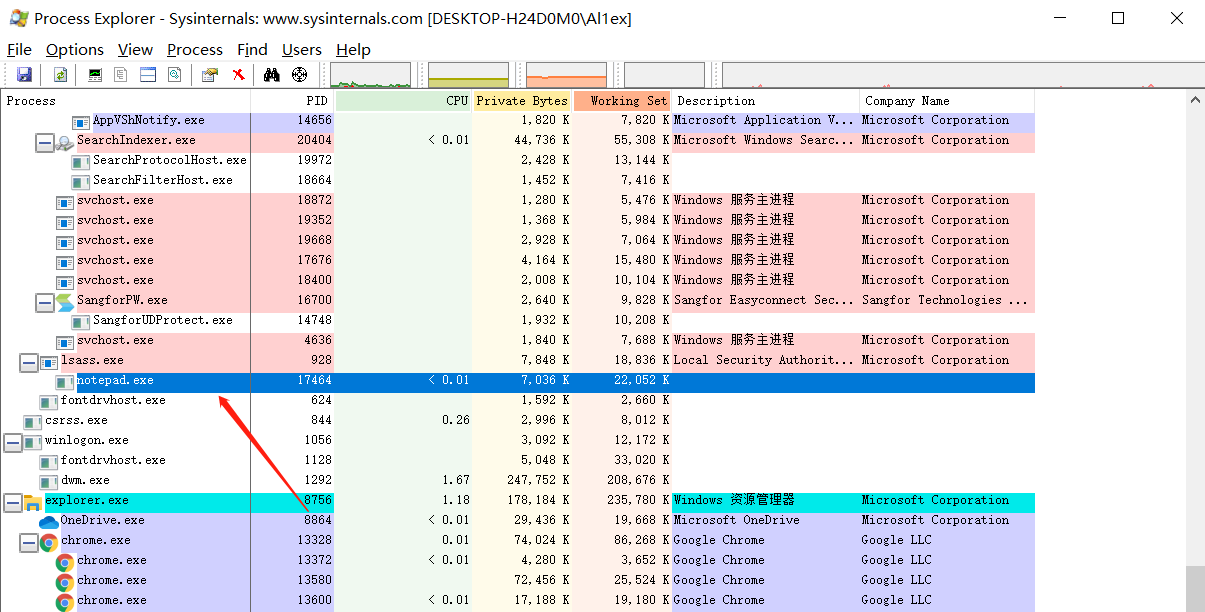 Process Explorer - Sysinternals: www.sysinternals.com [DESKTOP-H24D0M0\Al1ex]
File Options View Process Find Users Help
Process PID CPU Private Bytes Working Set Description Company Name
AppVShNotify.exe 14656 1,820 K 7,820 K Microsoft Application V... Microsoft Corporation
SearchIndexer.exe 20404 < 0.01 44,736 K 55,308 K Microsoft Windows Searc... Microsoft Corporation
SearchProtocolHost.exe 19972 2,428 K 13,144 K
SearchFilterHost.exe 18664 1,452 K 7,416 K
svchost.exe 18872 1,280 K 5,476 K Windows 服务主进程 Microsoft Corporation
svchost.exe 19352 1,368 K 5,984 K Windows 服务主进程 Microsoft Corporation
svchost.exe 19668 2,928 K 7,064 K Windows 服务主进程 Microsoft Corporation
svchost.exe 17676 4,164 K 15,480 K Windows 服务主进程 Microsoft Corporation
svchost.exe 18400 2,008 K 10,104 K Windows 服务主进程 Microsoft Corporation
SangforPW.exe 16700 2,640 K 9,828 K Sangfor Easyconnect Sec... Sangfor Technologies ...
SangforUDProtect.exe 14748 1,932 K 10,208 K
svchost.exe 4636 1,840 K 7,688 K Windows 服务主进程 Microsoft Corporation
lsass.exe 928 7,848 K 18,836 K Local Security Authorit... Microsoft Corporation
notepad.exe 17464 < 0.01 7,036 K 22,052 K
fontdrvhost.exe 624 1,592 K 2,660 K
csrss.exe 844 0.26 2,996 K 8,012 K
winlogon.exe 1056 3,092 K 12,172 K
fontdrvhost.exe 1128 5,048 K 33,020 K
dwm.exe 1292 1.67 247,752 K 208,676 K
explorer.exe 8756 1.18 178,184 K 235,780 K Windows 资源管理器 Microsoft Corporation
OneDrive.exe 8864 < 0.01 29,436 K 19,668 K Microsoft OneDrive Microsoft Corporation
chrome.exe 13328 0.01 74,024 K 86,268 K Google Chrome Google LLC
chrome.exe 13372 < 0.01 4,280 K 3,652 K Google Chrome Google LLC
chrome.exe 13580 72,456 K 25,524 K Google Chrome Google LLC
chrome.exe 13600 < 0.01 17,188 K 19,180 K Google Chrome Google LLC